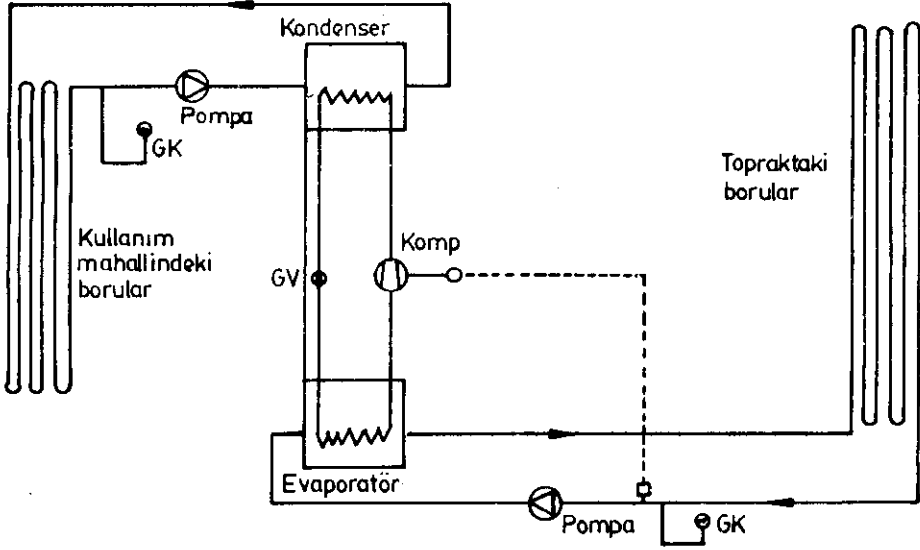 Kondenser
Pompa
GK
Topraktaki
borular
Kullanım
mahallindeki
borular
Komp
GV
Evaporatör
Pompa
GK